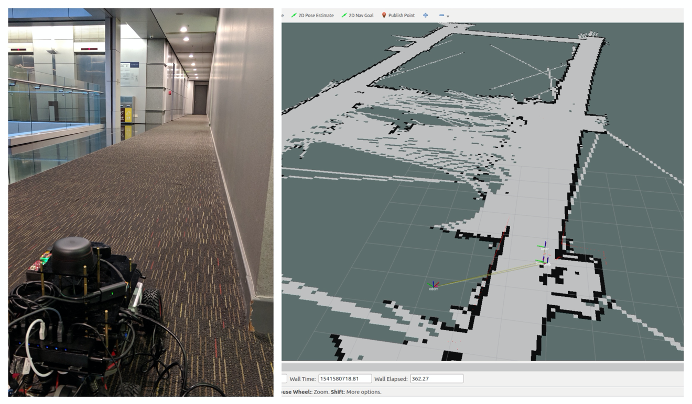 2D Pose Estimate 2D Nav Goal Publish Point
Wall Time: 1541580718.81 Wall Elapsed: 362.27
use Wheel: Zoom. Shift: More options.